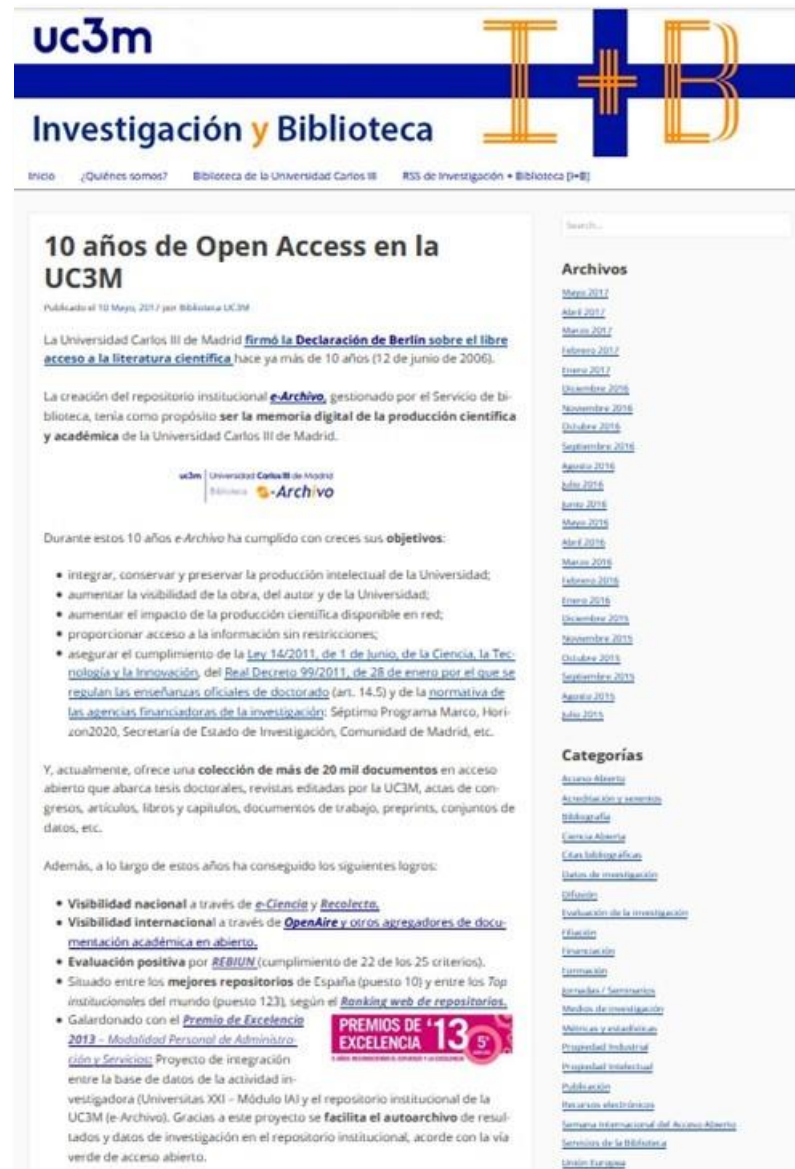 uc3m
I+B
Investigación y Biblioteca
Inicio ¿Quiénes somos? Biblioteca de la Universidad Carlos III RSS de Investigación + Biblioteca [I+B]
10 años de Open Access en la
UC3M
Publicado el 10 Mayo, 2017 por Biblioteca UC3M
La Universidad Carlos III de Madrid firmó la Declaración de Berlín sobre el libre
acceso a la literatura científica hace ya más de 10 años (12 de junio de 2006).
La creación del repositorio institucional e-Archivo, gestionado por el Servicio de bi-
blioteca, tenía como propósito ser la memoria digital de la producción científica
y académica de la Universidad Carlos III de Madrid.
uc3m Universidad Carlos III de Madrid
Biblioteca e-Archivo
Durante estos 10 años e-Archivo ha cumplido con creces sus objetivos:
• integrar, conservar y preservar la producción intelectual de la Universidad;
• aumentar la visibilidad de la obra, del autor y de la Universidad;
• aumentar el impacto de la producción científica disponible en red;
• proporcionar acceso a la información sin restricciones;
• asegurar el cumplimiento de la Ley 14/2011, de 1 de Junio, de la Ciencia, la Tec-
nología y la Innovación, del Real Decreto 99/2011, de 28 de enero por el que se
regulan las enseñanzas oficiales de doctorado (art. 14.5) y de la normativa de
las agencias financiadoras de la investigación: Séptimo Programa Marco, Hori-
zon2020, Secretaría de Estado de Investigación, Comunidad de Madrid, etc.
Y, actualmente, ofrece una colección de más de 20 mil documentos en acceso
abierto que abarca tesis doctorales, revistas editadas por la UC3M, actas de con-
gresos, artículos, libros y capítulos, documentos de trabajo, preprints, conjuntos de
datos, etc.
Además, a lo largo de estos años ha conseguido los siguientes logros:
• Visibilidad nacional a través de e-Ciencia y Recolecta.
• Visibilidad internacional a través de OpenAire y otros agregadores de docu-
mentación académica en abierto.
• Evaluación positiva por REBIUN (cumplimiento de 22 de los 25 criterios).
• Situado entre los mejores repositorios de España (puesto 10) y entre los Top
institucionales del mundo (puesto 123), según el Ranking web de repositorios.
• Galardonado con el Premio de Excelencia
2013 – Modalidad Personal de Administra-
ción y Servicios: Proyecto de integración
entre la base de datos de la actividad in-
vestigadora (Universitas XXI – Módulo IAI) y el repositorio institucional de la
UC3M (e-Archivo). Gracias a este proyecto se facilita el autoarchivo de resul-
tados y datos de investigación en el repositorio institucional, acorde con la vía
verde de acceso abierto.
PREMIOS DE '13
EXCELENCIA 5º
Search...
Archivos
Mayo 2017
Abril 2017
Marzo 2017
Febrero 2017
Enero 2017
Diciembre 2016
Noviembre 2016
Octubre 2016
Septiembre 2016
Agosto 2016
Julio 2016
Junio 2016
Mayo 2016
Abril 2016
Marzo 2016
Febrero 2016
Enero 2016
Diciembre 2015
Noviembre 2015
Octubre 2015
Septiembre 2015
Agosto 2015
Julio 2015
Categorías
Acceso Abierto
Acreditación y sexenios
Bibliografía
Ciencia Abierta
Citas bibliográficas
Datos de investigación
Difusión
Evaluación de la investigación
Filiación
Financiación
Formación
Jornadas / Seminarios
Medios de investigación
Métricas y estadísticas
Propiedad Industrial
Propiedad Intelectual
Publicación
Recursos electrónicos
Semana Internacional del Acceso Abierto
Servicios de la Biblioteca
Unión Europea